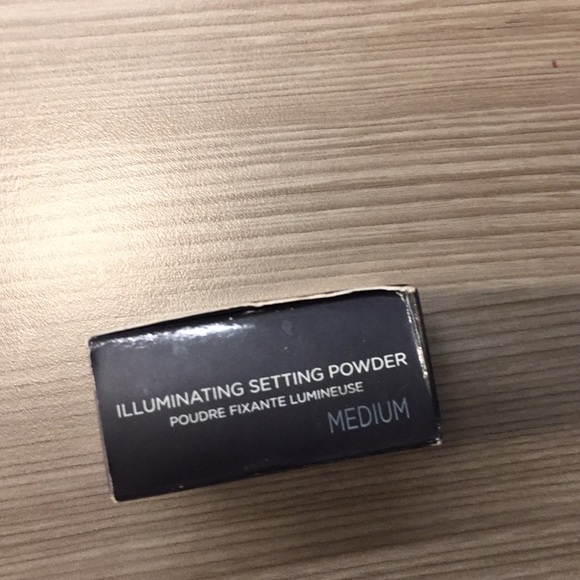 ILLUMINATING SETTING POWDER
POUDRE FIXANTE LUMINEUSE
MEDIUM